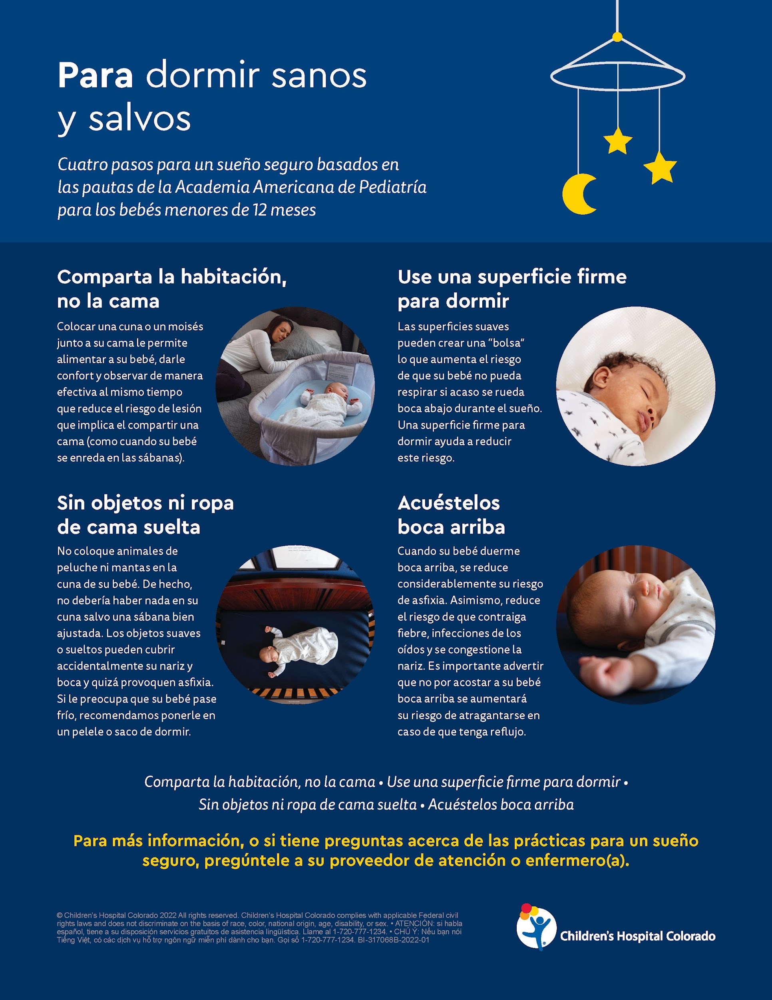 Para dormir sanos
y salvos
Cuatro pasos para un sueño seguro basados en
las pautas de la Academia Americana de Pediatría
para los bebés menores de 12 meses
Comparta la habitación,
no la cama
Colocar una cuna o un moisés
junto a su cama le permite
alimentar a su bebé, darle
confort y observar de manera
efectiva al mismo tiempo
que reduce el riesgo de lesión
que implica el compartir una
cama (como cuando su bebé
se enreda en las sábanas).
Use una superficie firme
para dormir
Las superficies suaves
pueden crear una “bolsa”
lo que aumenta el riesgo
de que su bebé no pueda
respirar si acaso se rueda
boca abajo durante el sueño.
Una superficie firme para
dormir ayuda a reducir
este riesgo.
Sin objetos ni ropa
de cama suelta
No coloque animales de
peluche ni mantas en la
cuna de su bebé. De hecho,
no debería haber nada en su
cuna salvo una sábana bien
ajustada. Los objetos suaves
o sueltos pueden cubrir
accidentalmente su nariz y
boca y quizá provoquen asfixia.
Si le preocupa que su bebé pase
frío, recomendamos ponerle en
un pelele o saco de dormir.
Acuéstelos
boca arriba
Cuando su bebé duerme
boca arriba, se reduce
considerablemente su riesgo
de asfixia. Asimismo, reduce
el riesgo de que contraiga
fiebre, infecciones de los
oídos y se congestione la
nariz. Es importante advertir
que no por acostar a su bebé
boca arriba se aumentará
su riesgo de atragantarse en
caso de que tenga reflujo.
Comparta la habitación, no la cama • Use una superficie firme para dormir •
Sin objetos ni ropa de cama suelta • Acuéstelos boca arriba
Para más información, o si tiene preguntas acerca de las prácticas para un sueño
seguro, pregúntele a su proveedor de atención o enfermero(a).
© Children’s Hospital Colorado 2022 All rights reserved. Children’s Hospital Colorado complies with applicable Federal civil
rights laws and does not discriminate on the basis of race, color, national origin, age, disability, or sex. • ATENCIÓN: si habla
español, tiene a su disposición servicios gratuitos de asistencia lingüística. Llame al 1-720-777-1234. • CHÚ Ý: Nếu bạn nói
Tiếng Việt, có các dịch vụ hỗ trợ ngôn ngữ miễn phí dành cho bạn. Gọi số 1-720-777-1234. BI-317068B-2022-01
Children’s Hospital Colorado